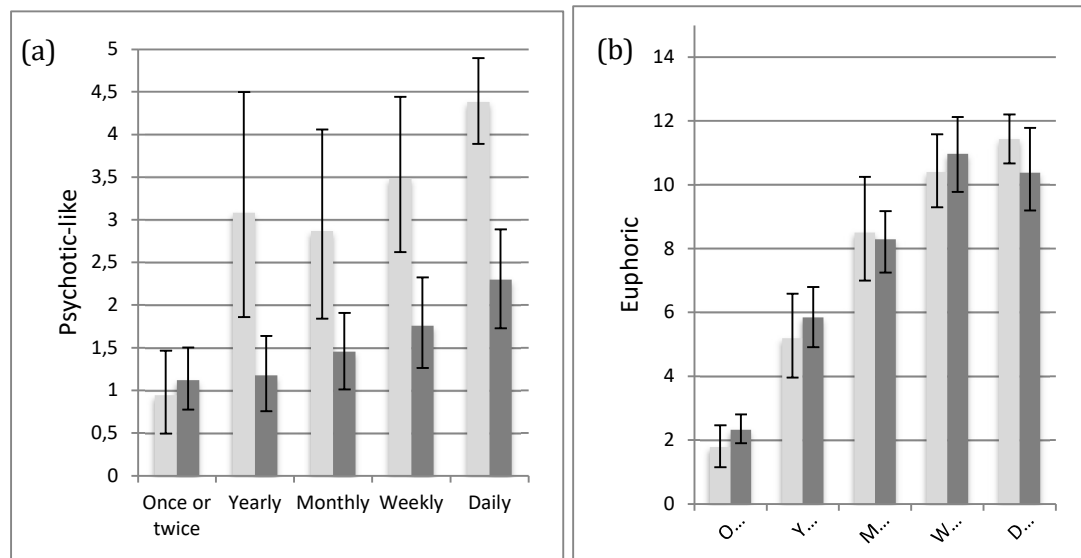 (a)
Psychotic-like
5
4,5
4
3,5
3
2,5
2
1,5
1
0,5
0
Once or
twice
Yearly
Monthly
Weekly
Daily
(b)
Euphoric
14
12
10
8
6
4
2
0
O...
Y...
M...
W...
D...